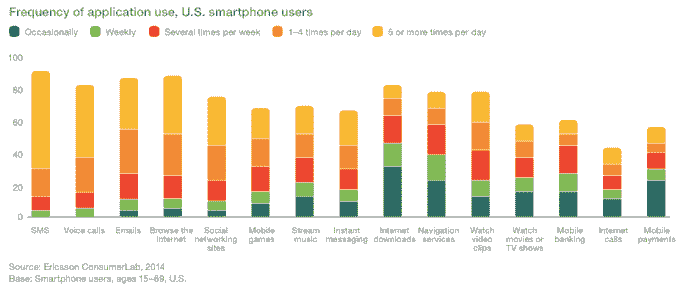 Frequency of application use, U.S. smartphone users
Occasionally Weekly Several times per week 1–4 times per day 5 or more times per day
100
80
60
40
20
0
SMS Voice calls Emails Browse the Internet Social networking sites Mobile games Stream music Instant messaging Internet downloads Navigation services Watch video clips Watch movies or TV shows Mobile banking Internet calls Mobile payments
Source: Ericsson ConsumerLab, 2014
Base: Smartphone users, ages 15–69, U.S.